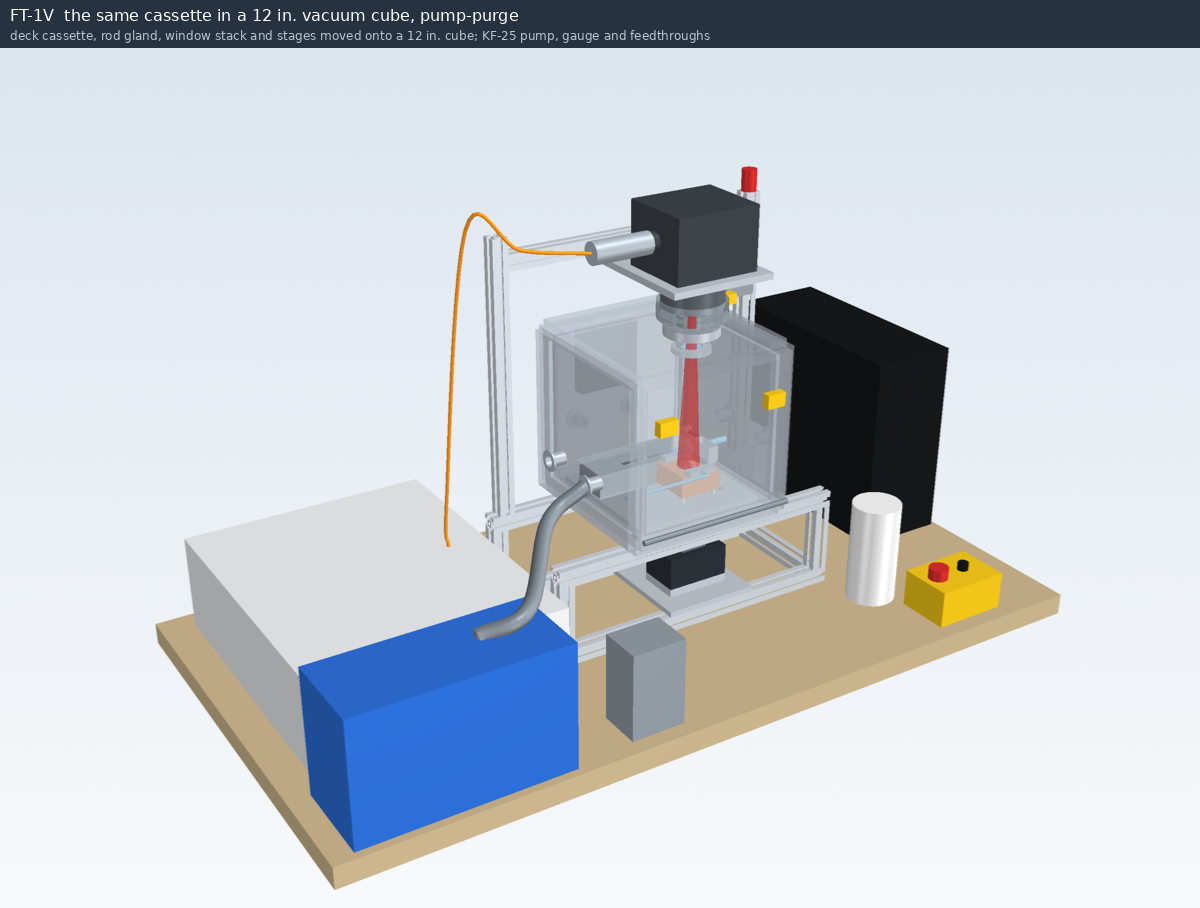 FT-1V  the same cassette in a 12 in. vacuum cube, pump-purge
deck cassette, rod gland, window stack and stages moved onto a 12 in. cube; KF-25 pump, gauge and feedthroughs